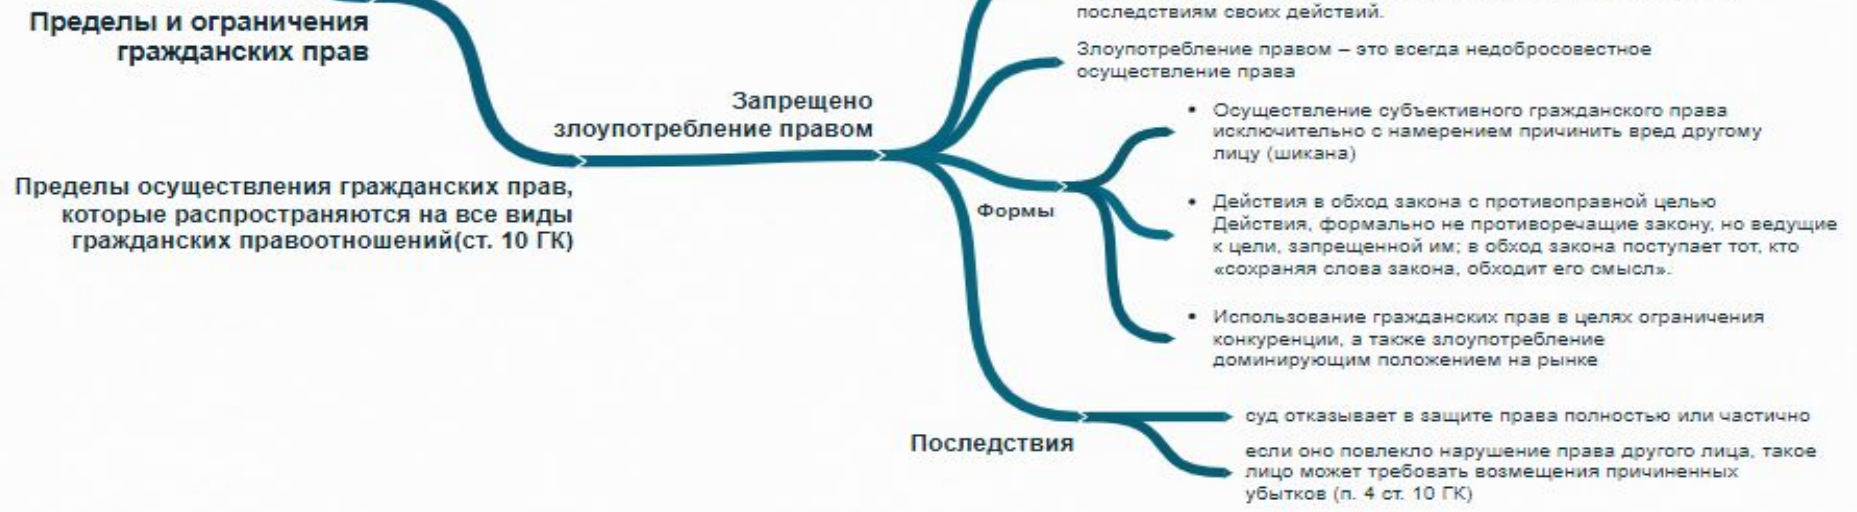 Пределы и ограничения
гражданских прав
Запрещено
злоупотребление правом
Пределы осуществления гражданских прав,
которые распространяются на все виды
гражданских правоотношений(ст. 10 ГК)
последствиям своих действий.
Злоупотребление правом – это всегда недобросовестное
осуществление права
Формы
• Осуществление субъективного гражданского права
исключительно с намерением причинить вред другому
лицу (шикана)
• Действия в обход закона с противоправной целью
Действия, формально не противоречащие закону, но ведущие
к цели, запрещенной им; в обход закона поступает тот, кто
«сохраняя слова закона, обходит его смысл».
• Использование гражданских прав в целях ограничения
конкуренции, а также злоупотребление
доминирующим положением на рынке
Последствия
суд отказывает в защите права полностью или частично
если оно повлекло нарушение права другого лица, такое
лицо может требовать возмещения причиненных
убытков (п. 4 ст. 10 ГК)